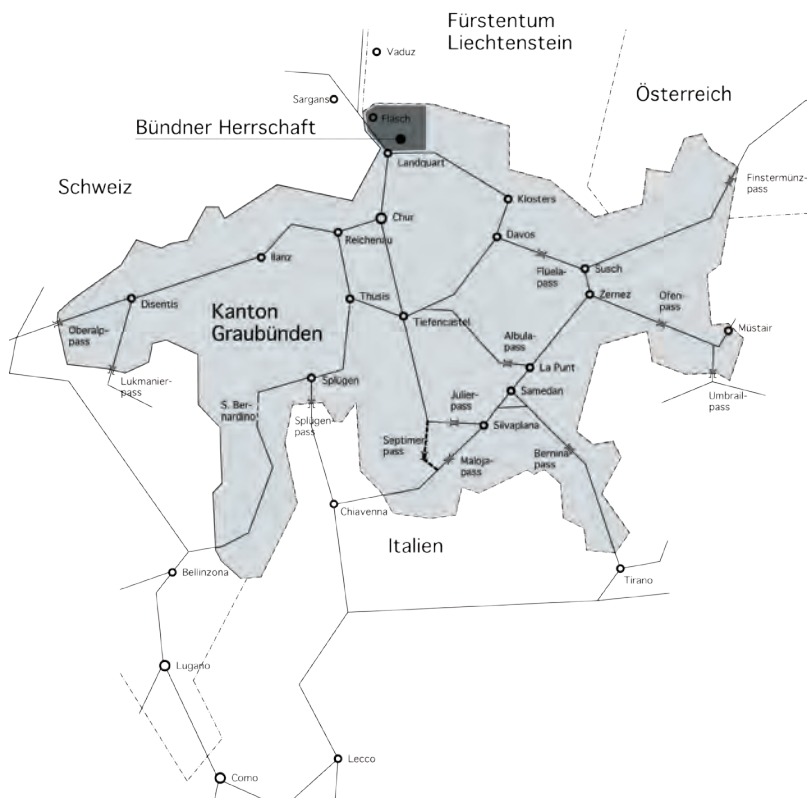 Fürstentum
Liechtenstein
Vaduz
Österreich
Sargans
Fläsch
Bündner Herrschaft
Landquart
Finstermünz-
pass
Schweiz
Klosters
Chur
Reichenau
Davos
Ilanz
Flüela-
pass
Susch
Disentis
Thusis
Zernez
Ofen-
pass
Kanton
Graubünden
Tiefencastel
Müstair
Oberalp-
pass
Albula-
pass
La Punt
Lukmanier-
pass
Splügen
Samedan
Umbrail-
pass
S. Ber-
nardino
Splügen
pass
Julier-
pass
Silvaplana
Septimer
pass
Maloja-
pass
Bernina
pass
Chiavenna
Italien
Bellinzona
Tirano
Lugano
Lecco
Como